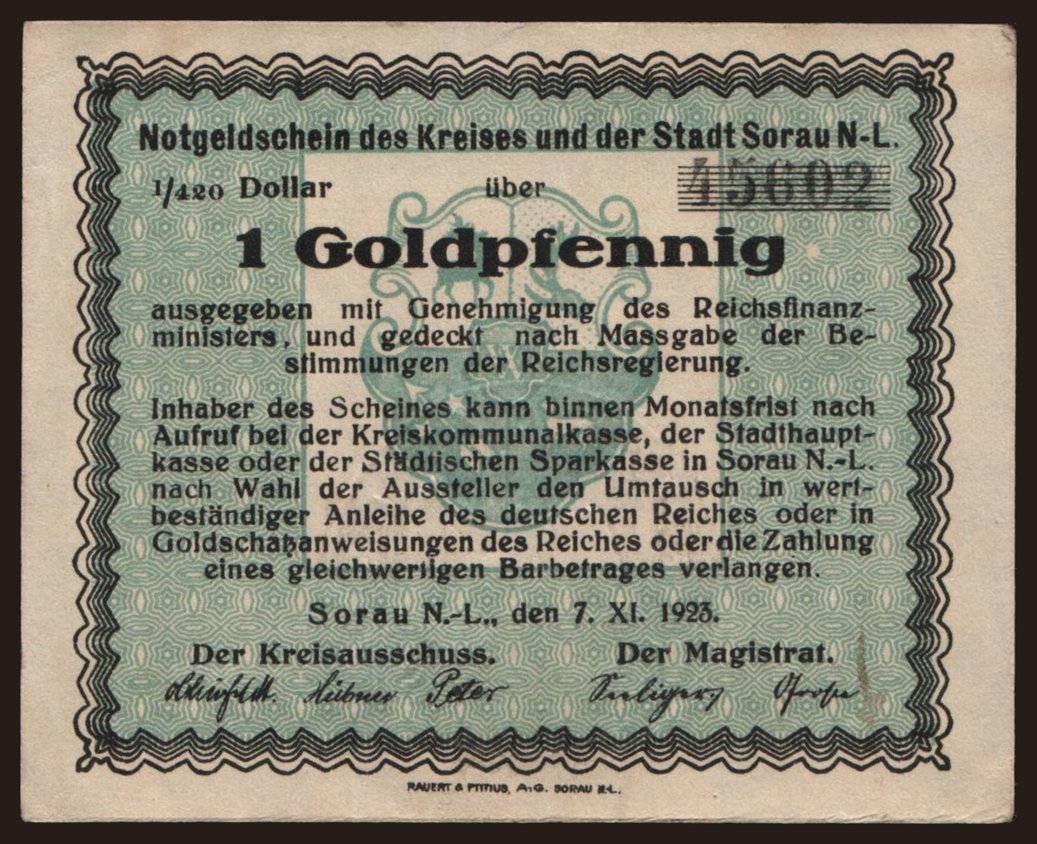 Notgeldschein des Kreises und der Stadt Sorau N-L.
1/420 Dollar über 45602
1 Goldpfennig
ausgegeben mit Genehmigung des Reichsfinanz-
ministers, und gedeckt nach Massgabe der Be-
stimmungen der Reichsregierung.
Inhaber des Scheines kann binnen Monatsfrist nach
Aufruf bei der Kreiskommunalkasse, der Stadthaupt-
kasse oder der Städtischen Sparkasse in Sorau N.-L.
nach Wahl der Aussteller den Umtausch in wert-
beständiger Anleihe des deutschen Reiches oder in
Goldschatzanweisungen des Reiches oder die Zahlung
eines gleichwertigen Barbetrages verlangen.
Sorau N.-L., den 7. XI. 1923.
Der Kreisausschuss. Der Magistrat.
Hübner Peter Seeliger
RAUERT & PITIUS, A.-G. SORAU N.-L.